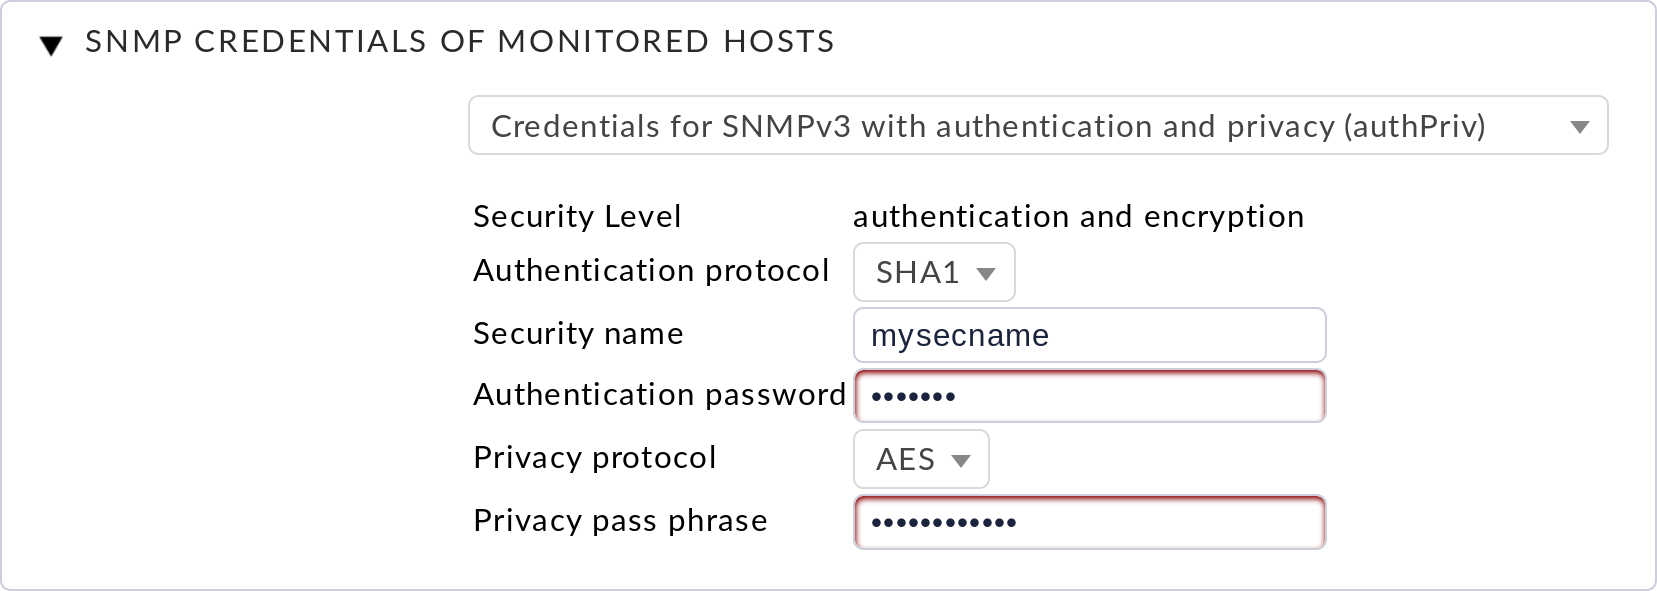 SNMP CREDENTIALS OF MONITORED HOSTS
Credentials for SNMPv3 with authentication and privacy (authPriv)
Security Level authentication and encryption
Authentication protocol SHA1
Security name mysecname
Authentication password •••••••
Privacy protocol AES
Privacy pass phrase ••••••••••••